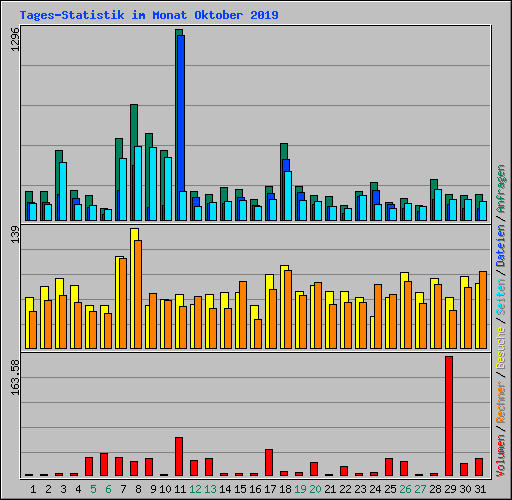 Tages-Statistik im Monat Oktober 2019
1296
139
163.58
Volumen / Rechner / Besuche / Seiten / Dateien / Anfragen
1 2 3 4 5 6 7 8 9 10 11 12 13 14 15 16 17 18 19 20 21 22 23 24 25 26 27 28 29 30 31